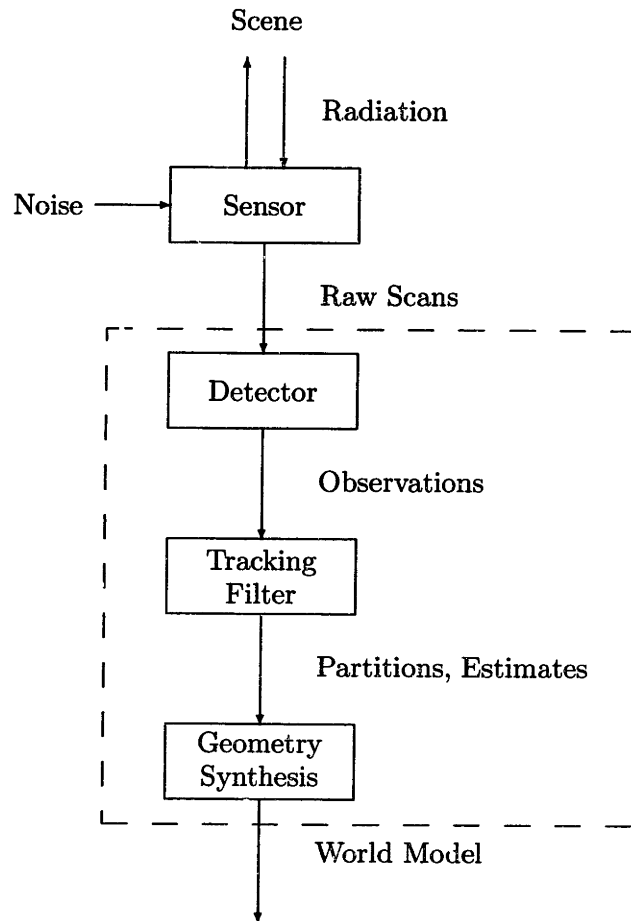 Scene
Radiation
Noise
Sensor
Raw Scans
Detector
Observations
Tracking
Filter
Partitions, Estimates
Geometry
Synthesis
World Model